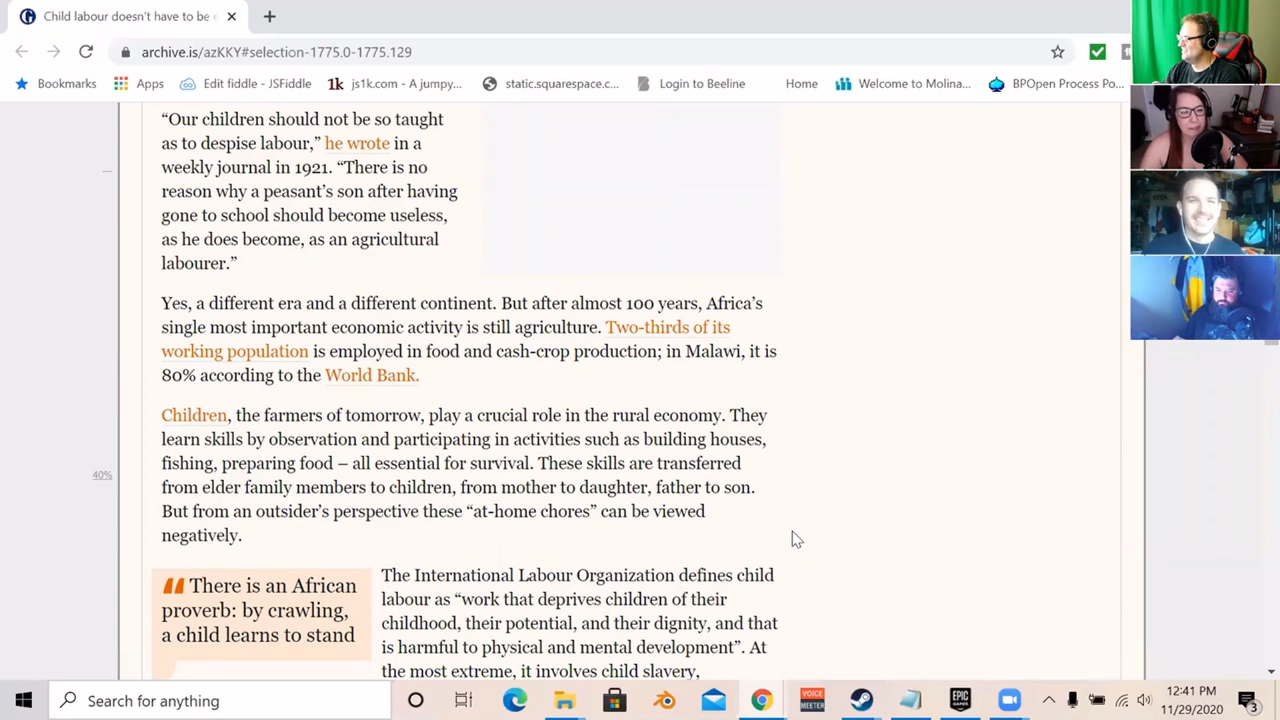 Child labour doesn't have to be
archive.is/azKKY#selection-1775.0-1775.129
Bookmarks Apps Edit fiddle - JSFiddle js1k.com - A jumpy... static.squarespace.c... Login to Beeline Home Welcome to Molina... BPOpen Process Po...
“Our children should not be so taught
as to despise labour,” he wrote in a
weekly journal in 1921. “There is no
reason why a peasant’s son after having
gone to school should become useless,
as he does become, as an agricultural
labourer.”
Yes, a different era and a different continent. But after almost 100 years, Africa’s
single most important economic activity is still agriculture. Two-thirds of its
working population is employed in food and cash-crop production; in Malawi, it is
80% according to the World Bank.
Children, the farmers of tomorrow, play a crucial role in the rural economy. They
learn skills by observation and participating in activities such as building houses,
40%
fishing, preparing food – all essential for survival. These skills are transferred
from elder family members to children, from mother to daughter, father to son.
But from an outsider’s perspective these “at-home chores” can be viewed
negatively.
There is an African
proverb: by crawling,
a child learns to stand
The International Labour Organization defines child
labour as “work that deprives children of their
childhood, their potential, and their dignity, and that
is harmful to physical and mental development”. At
the most extreme, it involves child slavery,
Search for anything
VOICE
MEETER
EPIC
GAMES
12:41 PM
11/29/2020
3